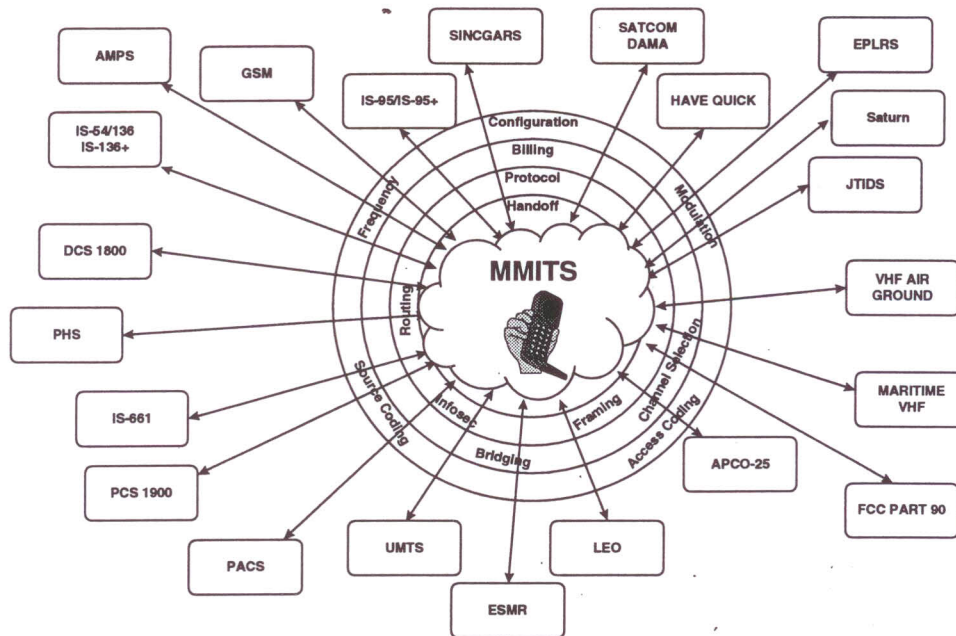 SINCGARS
SATCOM
DAMA
EPLRS
AMPS
GSM
IS-95/IS-95+
HAVE QUICK
Saturn
IS-54/136
IS-136+
JTIDS
Configuration
Billing
Protocol
Handoff
Frequency
Modulation
DCS 1800
MMITS
VHF AIR
GROUND
PHS
Routing
Channel Selection
Source Coding
Infosec
Framing
Access Coding
Bridging
MARITIME
VHF
IS-661
APCO-25
PCS 1900
FCC PART 90
PACS
UMTS
LEO
ESMR